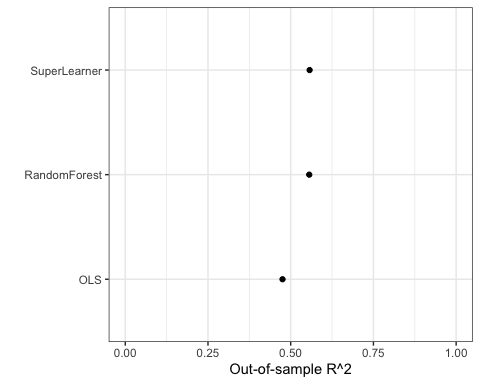 SuperLearner
RandomForest
OLS
0.00 0.25 0.50 0.75 1.00
Out-of-sample R^2